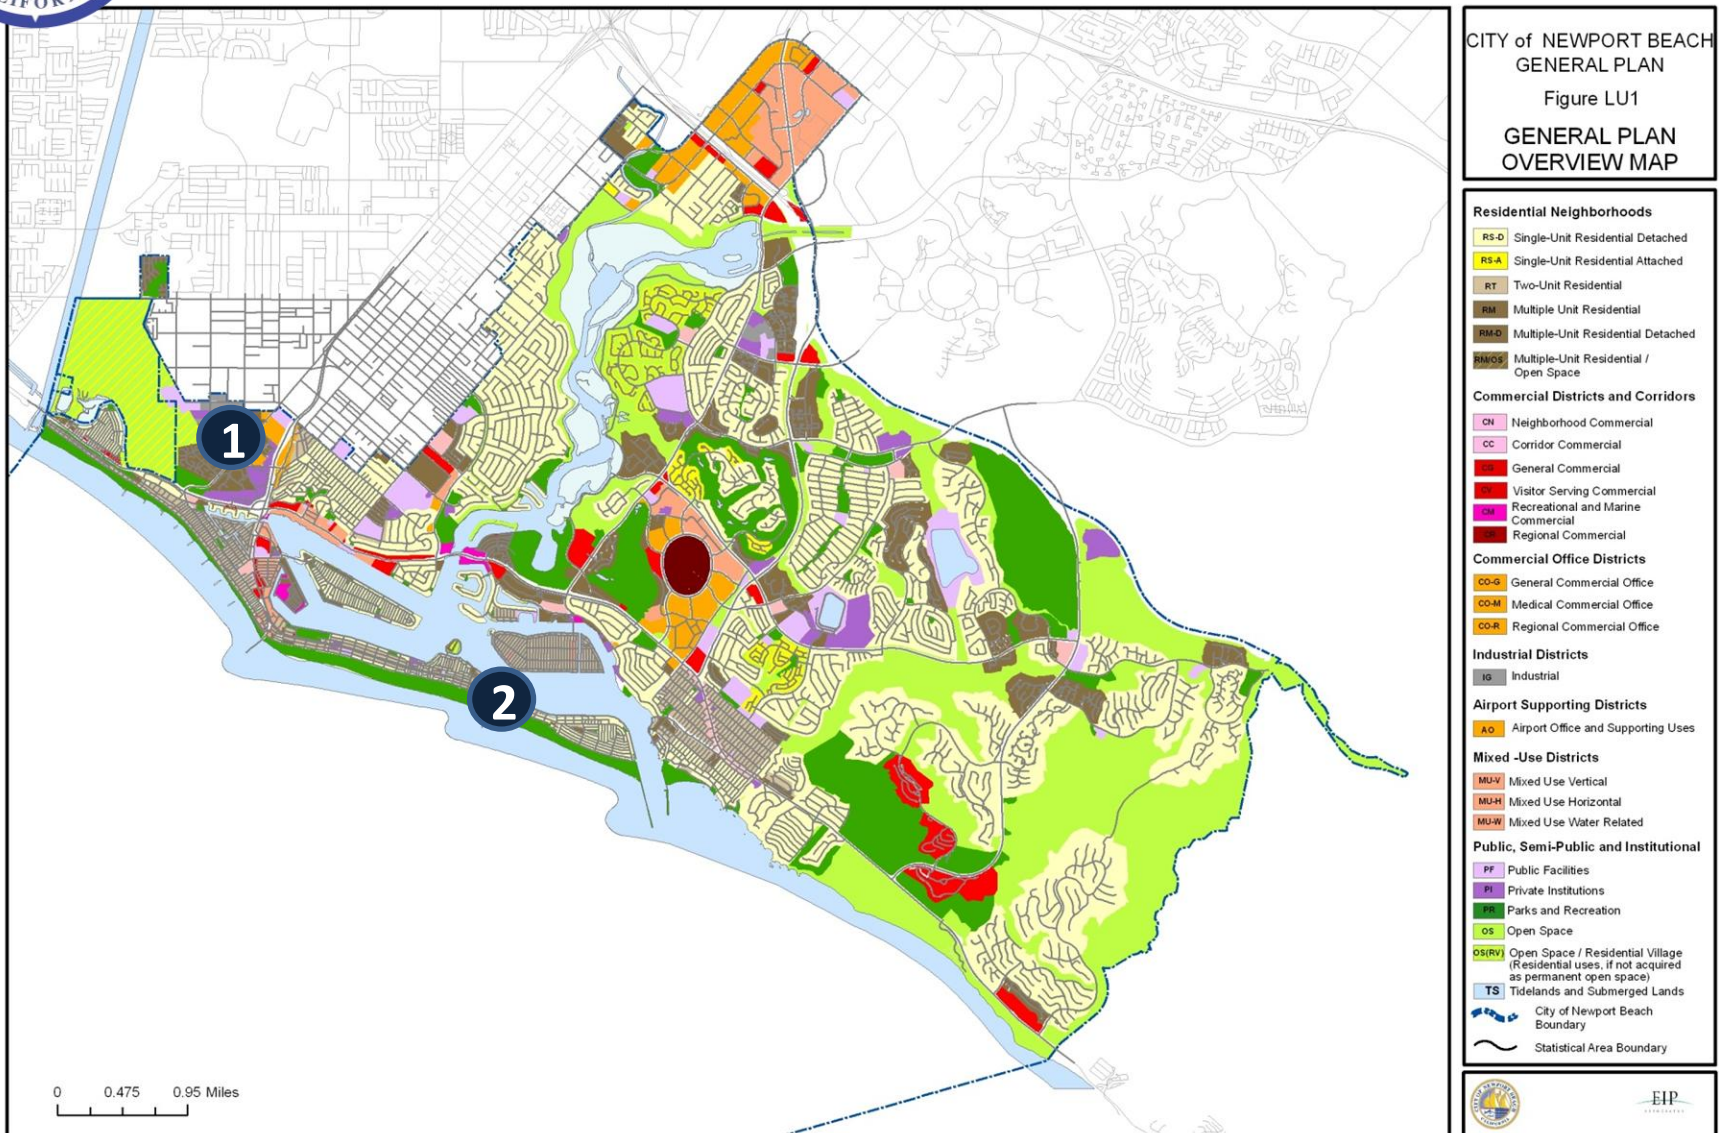 CITY of NEWPORT BEACH
GENERAL PLAN
Figure LU1
GENERAL PLAN
OVERVIEW MAP
Residential Neighborhoods
RS-D Single-Unit Residential Detached
RS-A Single-Unit Residential Attached
RT Two-Unit Residential
RM Multiple Unit Residential
RM-D Multiple-Unit Residential Detached
RM/OS Multiple-Unit Residential /
Open Space
Commercial Districts and Corridors
CN Neighborhood Commercial
CC Corridor Commercial
CG General Commercial
CV Visitor Serving Commercial
CM Recreational and Marine
Commercial
CR Regional Commercial
Commercial Office Districts
CO-G General Commercial Office
CO-M Medical Commercial Office
CO-R Regional Commercial Office
Industrial Districts
IG Industrial
Airport Supporting Districts
AO Airport Office and Supporting Uses
Mixed -Use Districts
MU-V Mixed Use Vertical
MU-H Mixed Use Horizontal
MU-W Mixed Use Water Related
Public, Semi-Public and Institutional
PF Public Facilities
PI Private Institutions
PR Parks and Recreation
OS Open Space
OS(RV) Open Space / Residential Village
(Residential uses, if not acquired
as permanent open space)
TS Tidelands and Submerged Lands
City of Newport Beach
Boundary
Statistical Area Boundary
EIP
1
2
0 0.475 0.95 Miles